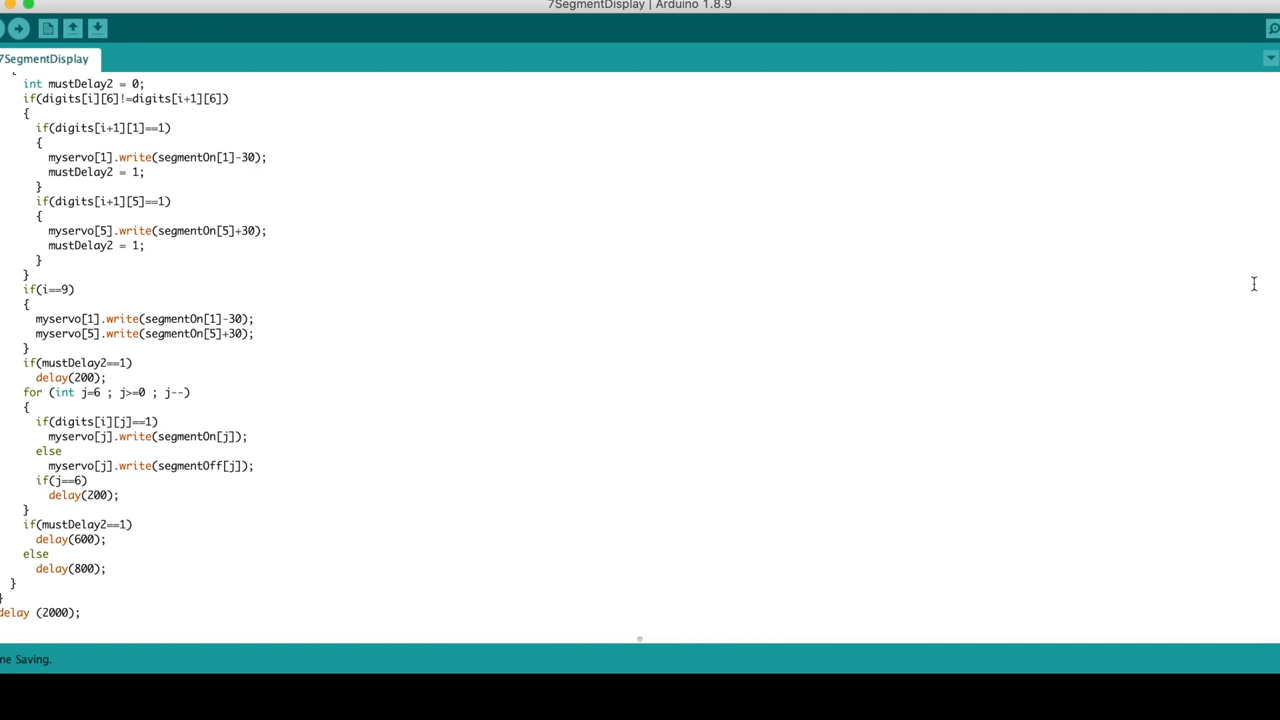 7SegmentDisplay | Arduino 1.8.9
7SegmentDisplay
{
int mustDelay2 = 0;
if(digits[i][6]!=digits[i+1][6])
{
if(digits[i+1][1]==1)
{
myservo[1].write(segmentOn[1]-30);
mustDelay2 = 1;
}
if(digits[i+1][5]==1)
{
myservo[5].write(segmentOn[5]+30);
mustDelay2 = 1;
}
}
if(i==9)
{
myservo[1].write(segmentOn[1]-30);
myservo[5].write(segmentOn[5]+30);
}
if(mustDelay2==1)
delay(200);
for (int j=6 ; j>=0 ; j--)
{
if(digits[i][j]==1)
myservo[j].write(segmentOn[j]);
else
myservo[j].write(segmentOff[j]);
if(j==6)
delay(200);
}
if(mustDelay2==1)
delay(600);
else
delay(800);
}
}
delay (2000);
ne Saving.